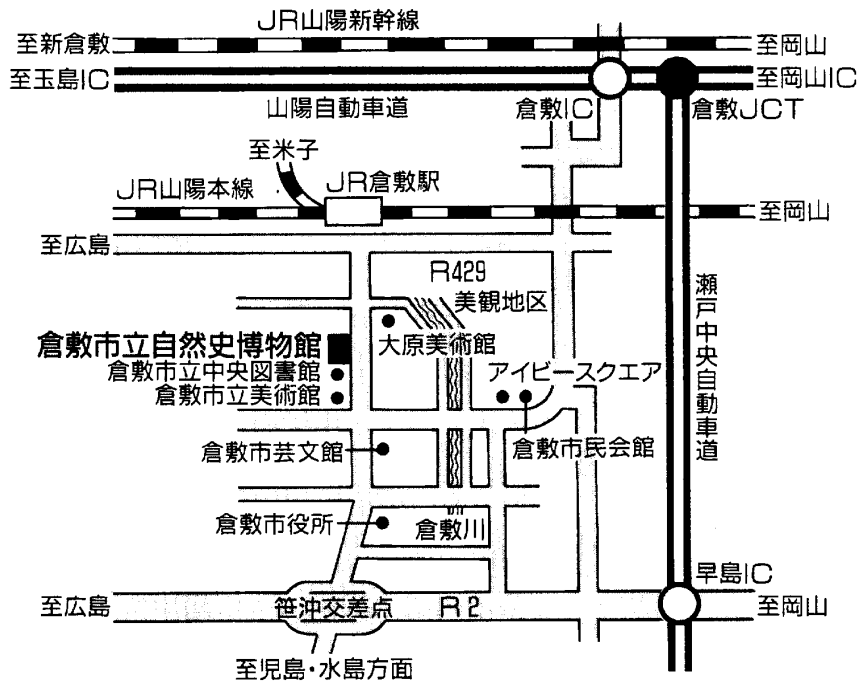 JR山陽新幹線
至新倉敷
至岡山
至玉島IC
至岡山IC
山陽自動車道
倉敷IC
倉敷JCT
至米子
JR倉敷駅
JR山陽本線
至岡山
至広島
R429
美観地区
瀬戸中央自動車道
大原美術館
倉敷市立自然史博物館
倉敷市立中央図書館
倉敷市立美術館
アイビースクエア
倉敷市芸文館
倉敷市民会館
倉敷市役所
倉敷川
早島IC
至広島
笹沖交差点
R2
至岡山
至児島・水島方面